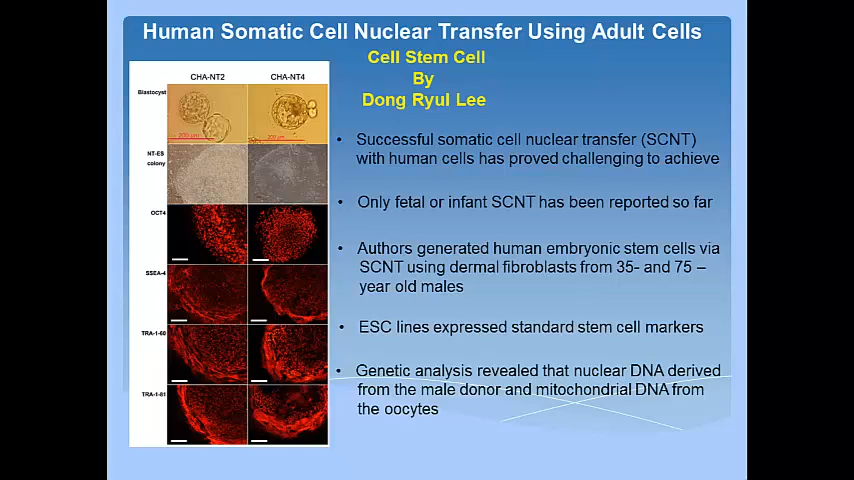 Human Somatic Cell Nuclear Transfer Using Adult Cells
Cell Stem Cell
By
Dong Ryul Lee
CHA-NT2
CHA-NT4
Blastocyst
200 μm
200 μm
NT-ES
colony
OCT4
SSEA-4
TRA-1-60
TRA-1-81
• Successful somatic cell nuclear transfer (SCNT)
with human cells has proved challenging to achieve
• Only fetal or infant SCNT has been reported so far
• Authors generated human embryonic stem cells via
SCNT using dermal fibroblasts from 35- and 75 –
year old males
• ESC lines expressed standard stem cell markers
• Genetic analysis revealed that nuclear DNA derived
from the male donor and mitochondrial DNA from
the oocytes